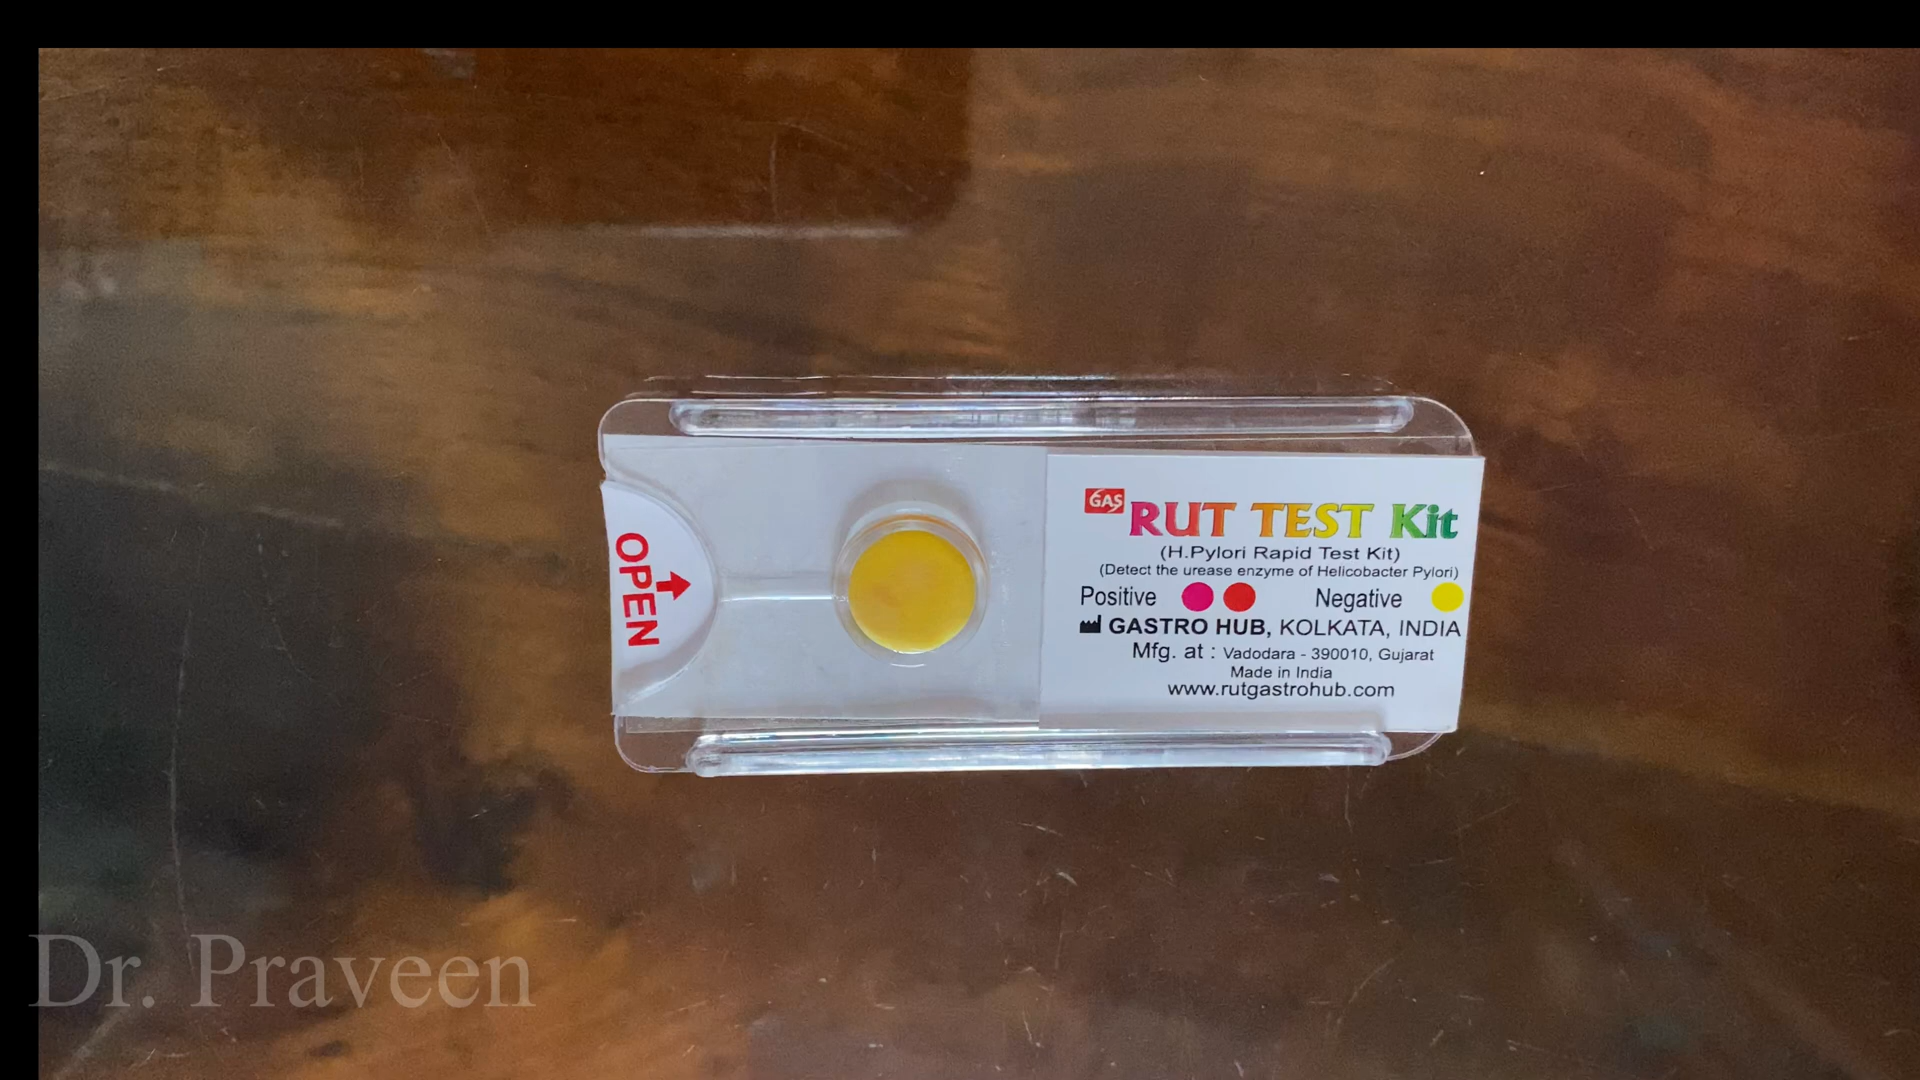 OPEN
GAS
RUT TEST Kit
(H.Pylori Rapid Test Kit)
(Detect the urease enzyme of Helicobacter Pylori)
Positive Negative
GASTRO HUB, KOLKATA, INDIA
Mfg. at : Vadodara - 390010, Gujarat
Made in India
www.rutgastrohub.com
Dr. Praveen